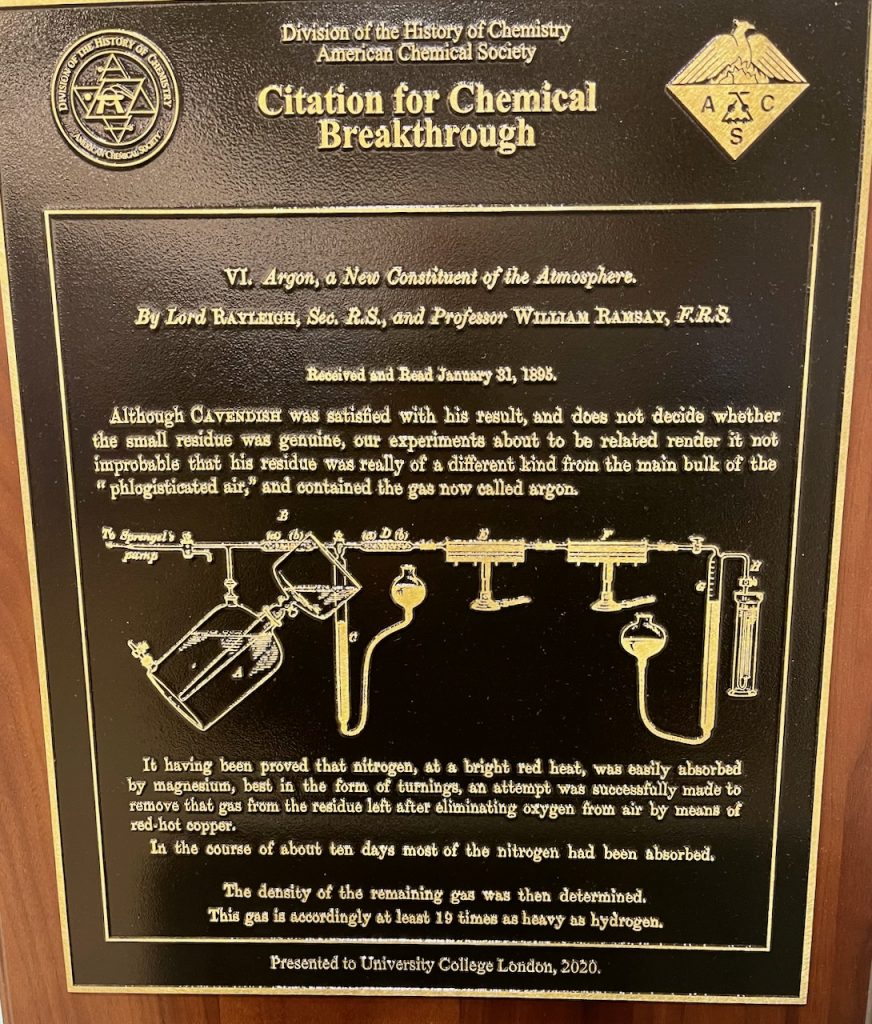 DIVISION OF THE HISTORY OF CHEMISTRY
AMERICAN CHEMICAL SOCIETY
Division of the History of Chemistry
American Chemical Society
Citation for Chemical
Breakthrough
A C
S
VI. Argon, a New Constituent of the Atmosphere.
By Lord RAYLEIGH, Sec. R.S., and Professor WILLIAM RAMSAY, F.R.S.
Received and Read January 31, 1895.
Although CAVENDISH was satisfied with his result, and does not decide whether
the small residue was genuine, our experiments about to be related render it not
improbable that his residue was really of a different kind from the main bulk of the
“phlogisticated air,” and contained the gas now called argon.
B
To Sprengel's (a) (b) (a) D (b) E F
pump
H
G
C
A
It having been proved that nitrogen, at a bright red heat, was easily absorbed
by magnesium, best in the form of turnings, an attempt was successfully made to
remove that gas from the residue left after eliminating oxygen from air by means of
red-hot copper.
In the course of about ten days most of the nitrogen had been absorbed.
The density of the remaining gas was then determined.
This gas is accordingly at least 19 times as heavy as hydrogen.
Presented to University College London, 2020.